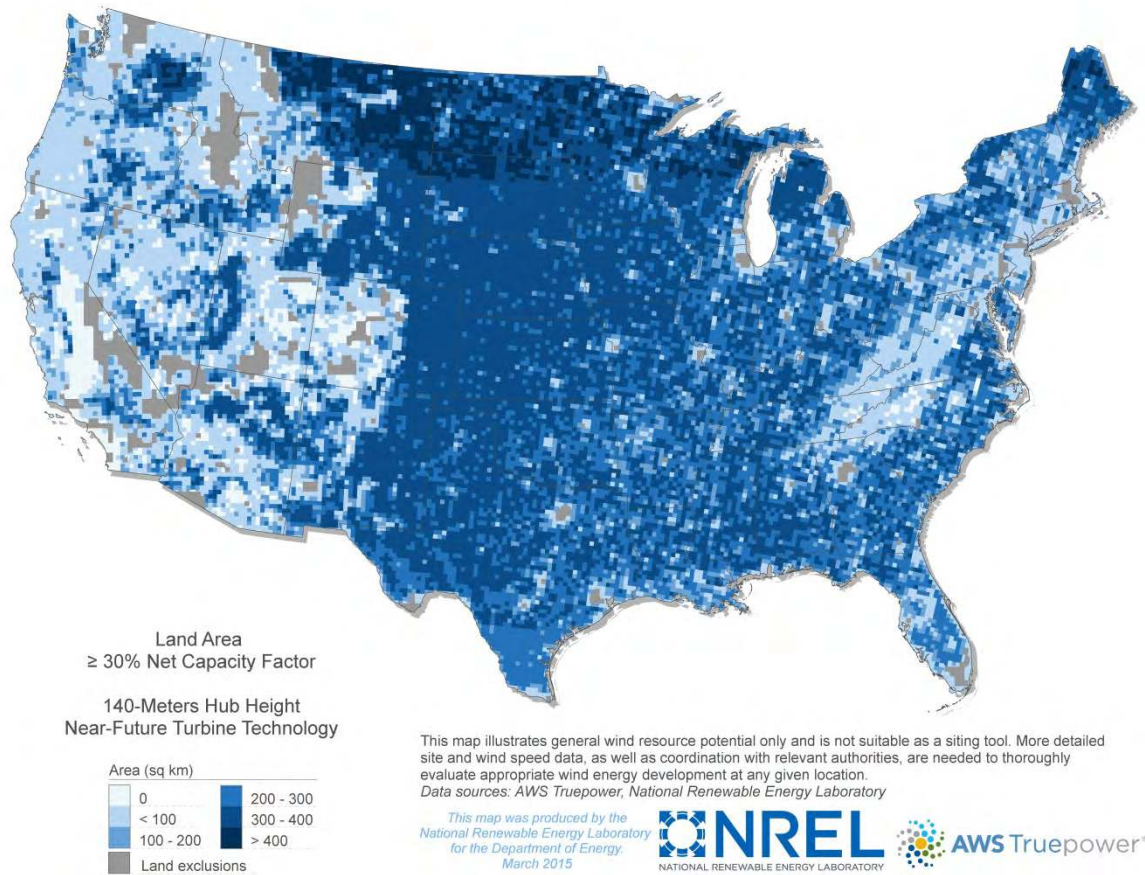 Land Area
≥ 30% Net Capacity Factor
140-Meters Hub Height
Near-Future Turbine Technology
Area (sq km)
0
< 100
100 - 200
200 - 300
300 - 400
> 400
Land exclusions
This map illustrates general wind resource potential only and is not suitable as a siting tool. More detailed
site and wind speed data, as well as coordination with relevant authorities, are needed to thoroughly
evaluate appropriate wind energy development at any given location.
Data sources: AWS Truepower, National Renewable Energy Laboratory
This map was produced by the
National Renewable Energy Laboratory
for the Department of Energy.
March 2015
NREL
NATIONAL RENEWABLE ENERGY LABORATORY
AWS Truepower®